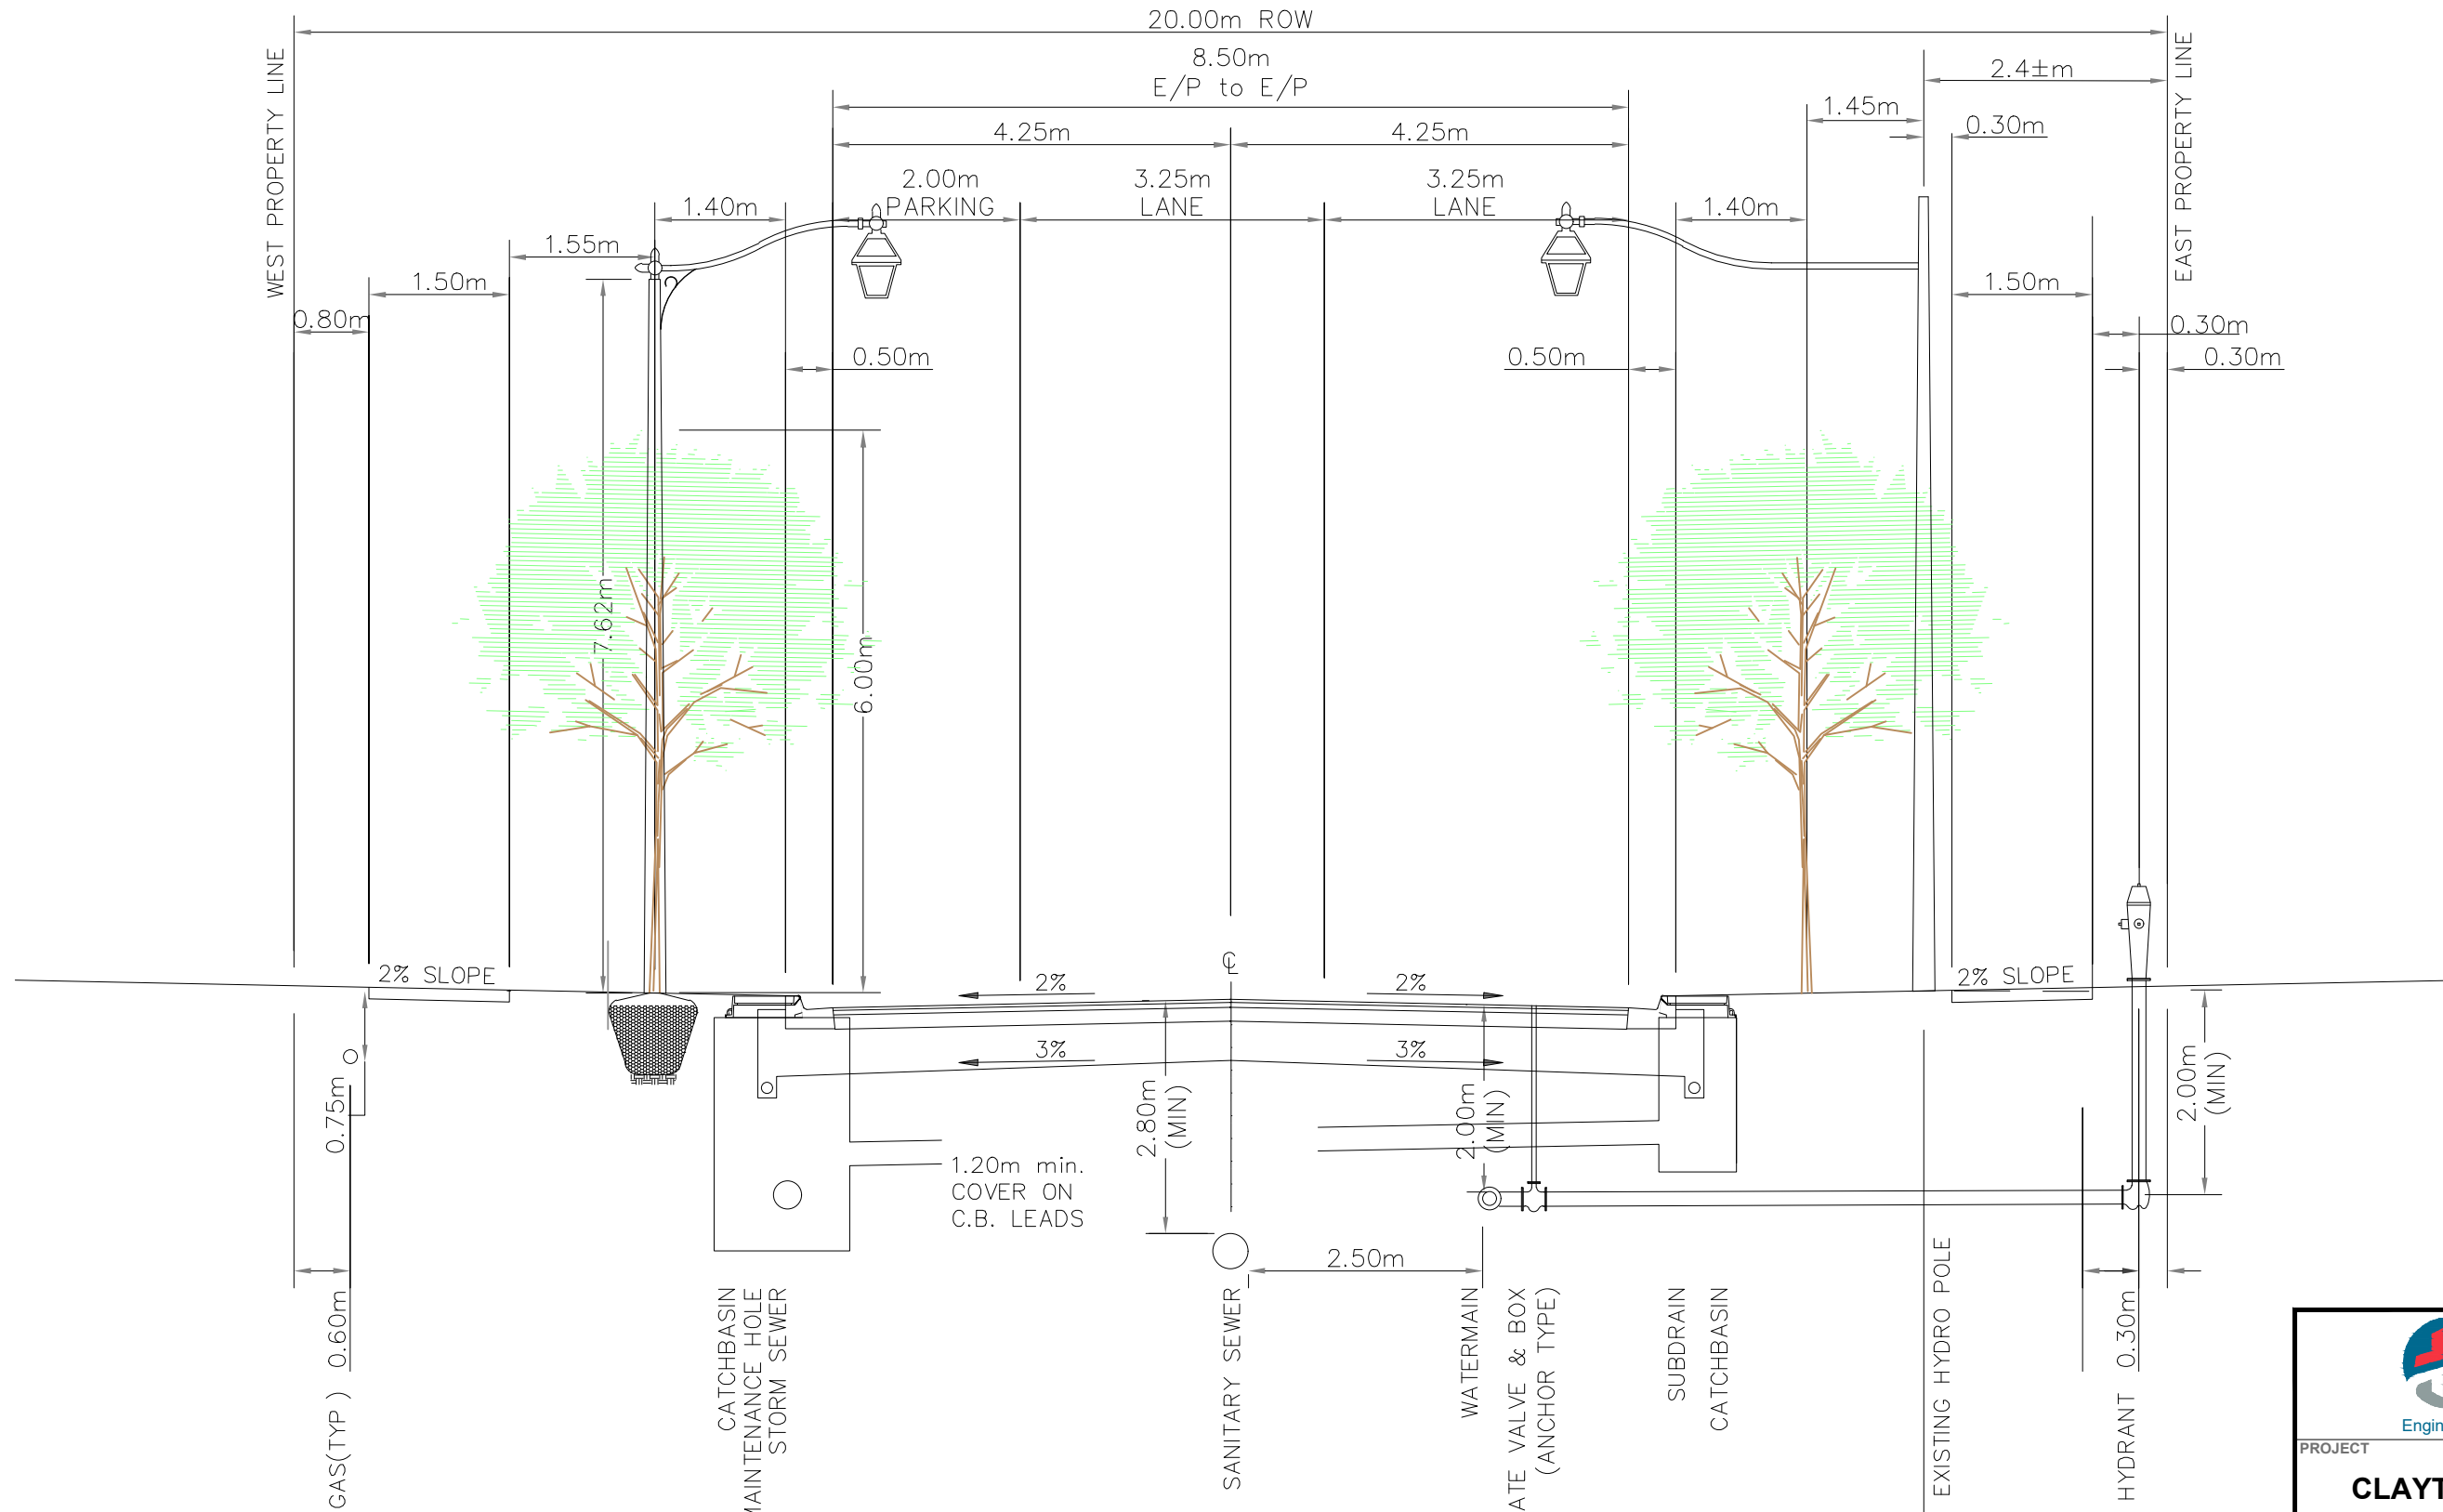 20.00m ROW
8.50m
E/P to E/P
2.4±m
1.45m
0.30m
4.25m
4.25m
WEST PROPERTY LINE
EAST PROPERTY LINE
2.00m
PARKING
3.25m
LANE
3.25m
LANE
1.40m
1.40m
1.55m
1.50m
1.50m
0.80m
0.30m
0.50m
0.50m
0.30m
7.62m
6.00m
2% SLOPE
2%
℄
2%
2% SLOPE
3%
3%
0.75m
2.80m
(MIN)
2.00m
(MIN)
2.00m
(MIN)
1.20m min.
COVER ON
C.B. LEADS
2.50m
GAS(TYP ) 0.60m
CATCHBASIN
MAINTENANCE HOLE
STORM SEWER
SANITARY SEWER
WATERMAIN
ATE VALVE & BOX
(ANCHOR TYPE)
SUBDRAIN
CATCHBASIN
EXISTING HYDRO POLE
HYDRANT 0.30m
Engin
PROJECT
CLAYT